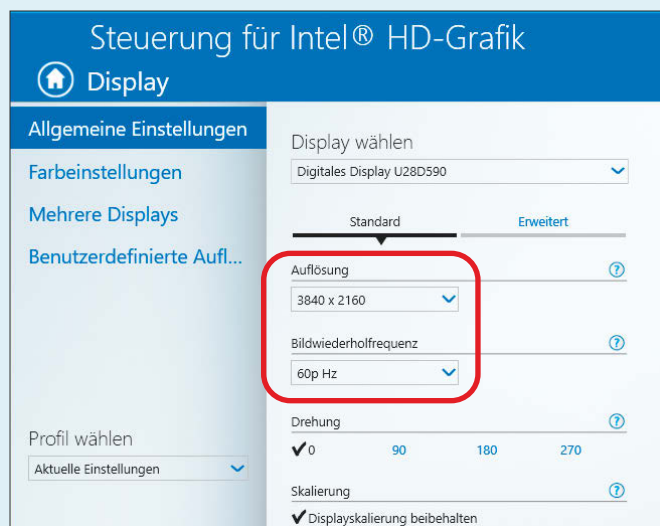 Steuerung für Intel® HD-Grafik
Display
Allgemeine Einstellungen
Farbeinstellungen
Mehrere Displays
Benutzerdefinierte Aufl...
Profil wählen
Aktuelle Einstellungen
Display wählen
Digitales Display U28D590
Standard Erweitert
Auflösung ?
3840 x 2160
Bildwiederholfrequenz ?
60p Hz
Drehung ?
✔0 90 180 270
Skalierung ?
✔Displayskalierung beibehalten